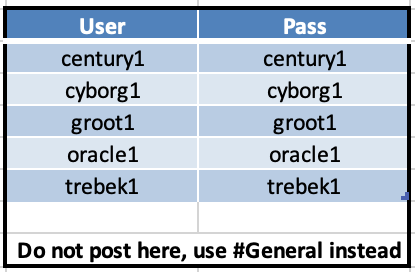 User Pass
century1 century1
cyborg1 cyborg1
groot1 groot1
oracle1 oracle1
trebek1 trebek1
Do not post here, use #General instead